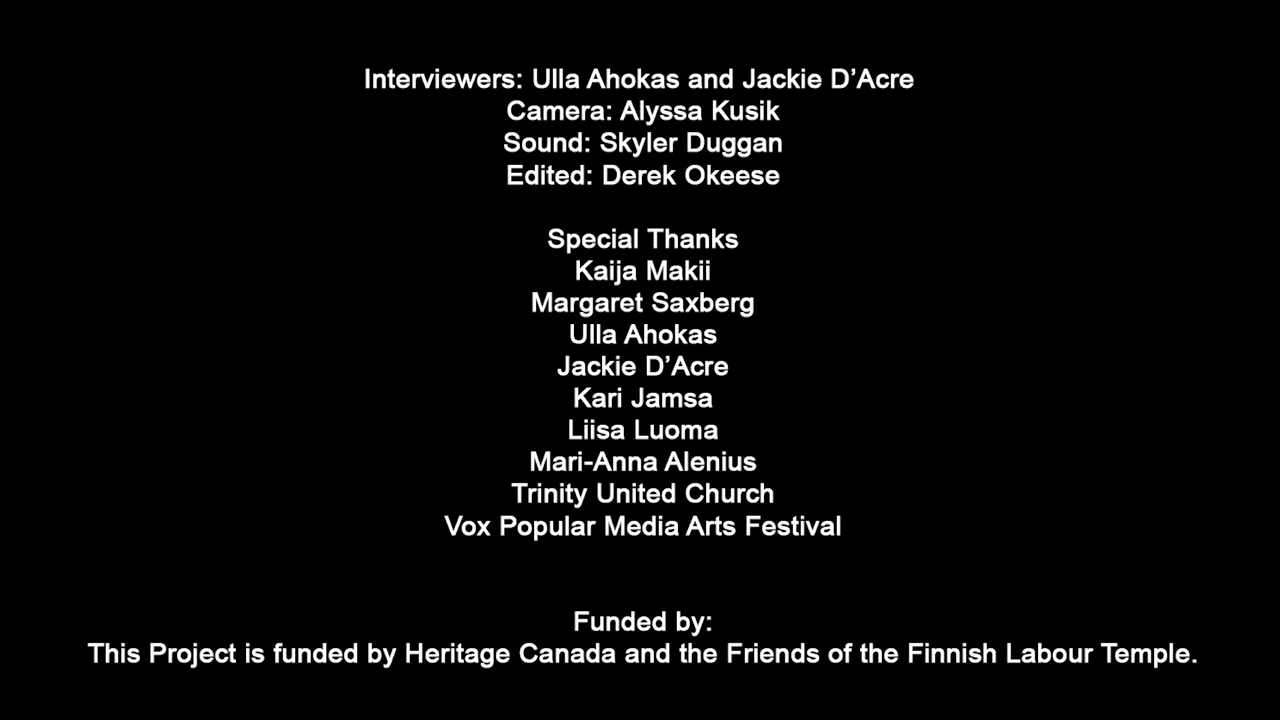 Interviewers: Ulla Ahokas and Jackie D’Acre
Camera: Alyssa Kusik
Sound: Skyler Duggan
Edited: Derek Okeese
Special Thanks
Kaija Makii
Margaret Saxberg
Ulla Ahokas
Jackie D’Acre
Kari Jamsa
Liisa Luoma
Mari-Anna Alenius
Trinity United Church
Vox Popular Media Arts Festival
Funded by:
This Project is funded by Heritage Canada and the Friends of the Finnish Labour Temple.